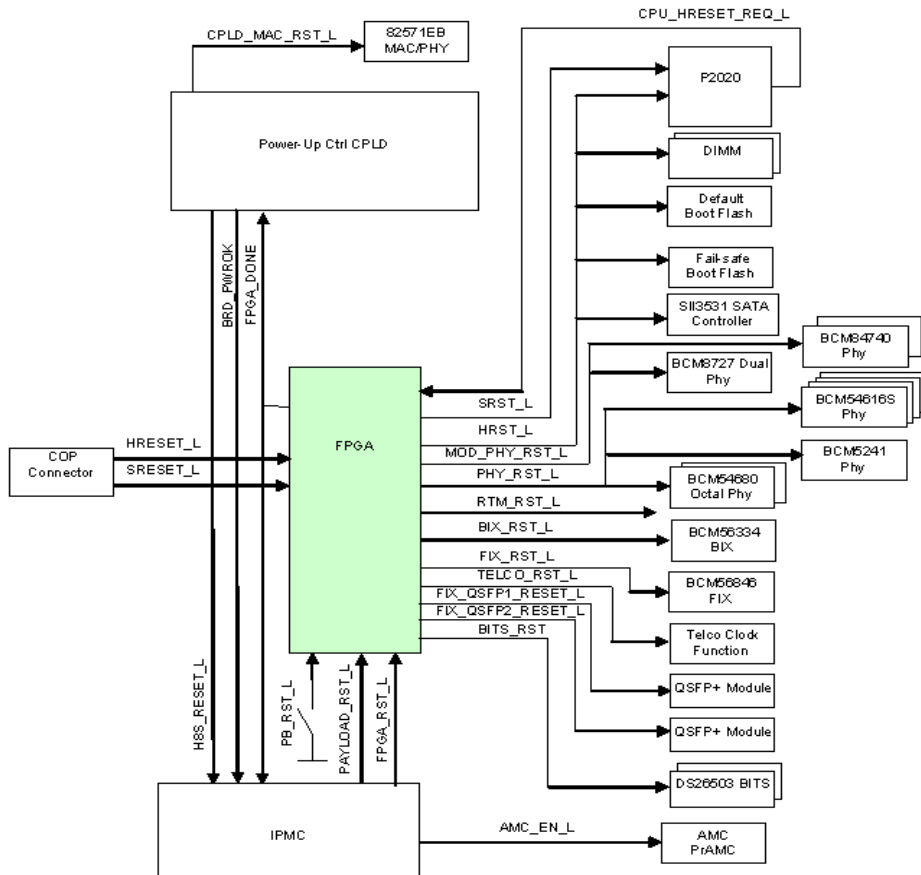 CPU_HRESET_REQ_L
CPLD_MAC_RST_L
82571EB
MAC/PHY
P2020
Power-Up Ctrl CPLD
DIMM
Default
Boot Flash
Fail-safe
Boot Flash
SII3531 SATA
Controller
BCM84740
Phy
BCM8727 Dual
Phy
BCM54616S
Phy
BCM5241
Phy
BRD_PWROK
FPGA_DONE
H8S_RESET_L
COP
Connector
HRESET_L
SRESET_L
FPGA
SRST_L
HRST_L
MOD_PHY_RST_L
PHY_RST_L
BCM54680
Octal Phy
RTM_RST_L
BIX_RST_L
BCM56334
BIX
FIX_RST_L
TELCO_RST_L
BCM56846
FIX
FIX_QSFP1_RESET_L
FIX_QSFP2_RESET_L
BITS_RST
Telco Clock
Function
QSFP+ Module
QSFP+ Module
DS26503 BITS
PB_RST_L
PAYLOAD_RST_L
FPGA_RST_L
IPMC
AMC_EN_L
AMC
PrAMC